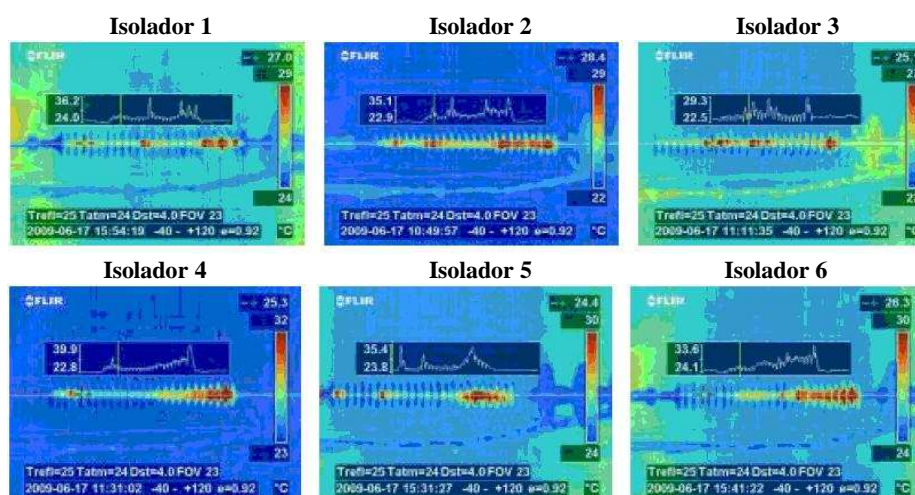 Isolador 1
Isolador 2
Isolador 3
FLIR
27.0
29
36.2
24.0
24
Trefl=25 Tatm=24 Dst=4.0 FOV 23
2009-06-17 15:54:19 -40 - +120 e=0.92 °C
FLIR
28.4
29
35.1
22.9
22
Trefl=25 Tatm=24 Dst=4.0 FOV 23
2009-06-17 10:49:57 -40 - +120 e=0.92 °C
FLIR
29.3
22.5
Trefl=25 Tatm=24 Dst=4.0 FOV 23
2009-06-17 11:11:35 -40 - +120 e=0.92 °C
Isolador 4
Isolador 5
Isolador 6
FLIR
25.3
32
39.9
22.8
23
Trefl=25 Tatm=24 Dst=4.0 FOV 23
2009-06-17 11:31:02 -40 - +120 e=0.92 °C
FLIR
24.4
30
35.4
23.8
24
Trefl=25 Tatm=24 Dst=4.0 FOV 23
2009-06-17 15:31:27 -40 - +120 e=0.92 °C
FLIR
26.3
30
33.6
24.1
24
Trefl=25 Tatm=24 Dst=4.0 FOV 23
2009-06-17 15:41:22 -40 - +120 e=0.92 °C